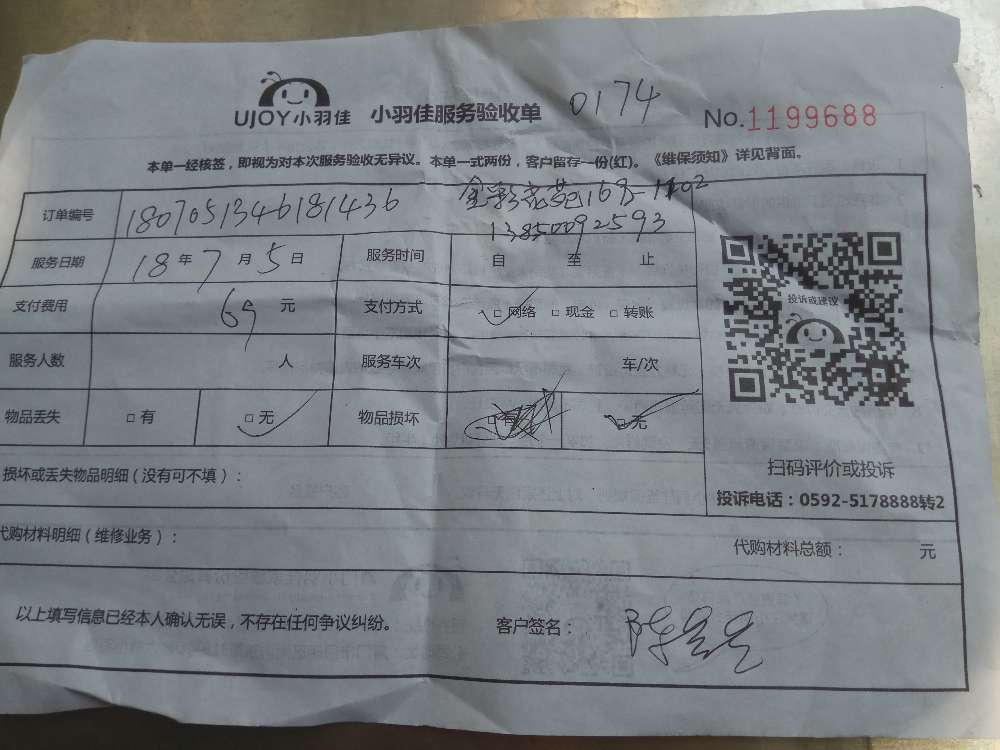 UJOY小羽佳 小羽佳服务验收单 0174 No.1199688
本单一经核签，即视为对本次服务验收无异议。本单一式两份，客户留存一份(红)。《维保须知》详见背面。
订单编号 1807051346181436 169-1102
13850092593
服务日期 18年7月5日 服务时间 自 至 止
支付费用 69 元 支付方式 □网络 □现金 □转账
投诉或建议
服务人数 人 服务车次 车/次
物品丢失 □有 □无 物品损坏 □有 □无
扫码评价或投诉
损坏或丢失物品明细（没有可不填）：
投诉电话：0592-5178888转2
代购材料明细（维修业务）： 代购材料总额： 元
以上填写信息已经本人确认无误，不存在任何争议纠纷。 客户签名：